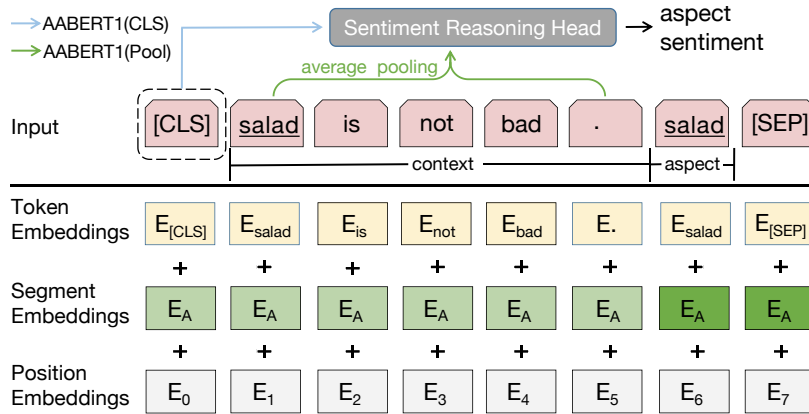 AABERT1(CLS)
AABERT1(Pool)
Sentiment Reasoning Head
aspect
sentiment
average pooling
Input
[CLS] salad is not bad . salad [SEP]
context aspect
Token
Embeddings
E[CLS] Esalad Eis Enot Ebad E. Esalad E[SEP]
+ + + + + + + +
Segment
Embeddings
EA EA EA EA EA EA EA EA
+ + + + + + + +
Position
Embeddings
E0 E1 E2 E3 E4 E5 E6 E7